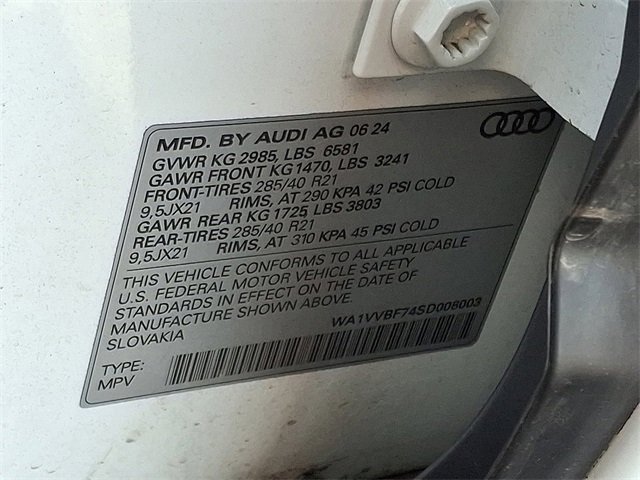 MFD. BY AUDI AG 06 24
GVWR KG 2985, LBS 6581
GAWR FRONT KG 1470, LBS 3241
FRONT-TIRES 285/40 R21
9,5JX21 RIMS, AT 290 KPA 42 PSI COLD
GAWR REAR KG 1725, LBS 3803
REAR-TIRES 285/40 R21
9,5JX21 RIMS, AT 310 KPA 45 PSI COLD
THIS VEHICLE CONFORMS TO ALL APPLICABLE
U.S. FEDERAL MOTOR VEHICLE SAFETY
STANDARDS IN EFFECT ON THE DATE OF
MANUFACTURE SHOWN ABOVE.
SLOVAKIA WA1VVBF74SD008003
TYPE:
MPV